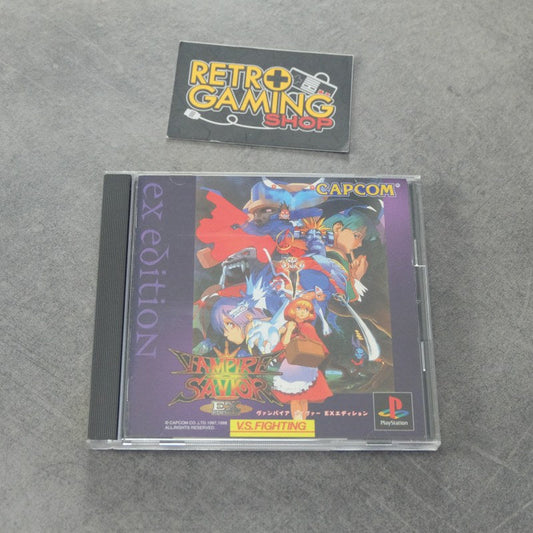 RETRO
GAMING
SHOP
ex edition
CAPCOM
VAMPIRE
SAVIOR
EX
ヴァンパイア セイヴァー EXエディション
© CAPCOM CO.,LTD.1997,1998
ALL RIGHTS RESERVED.
V.S. FIGHTING
PlayStation